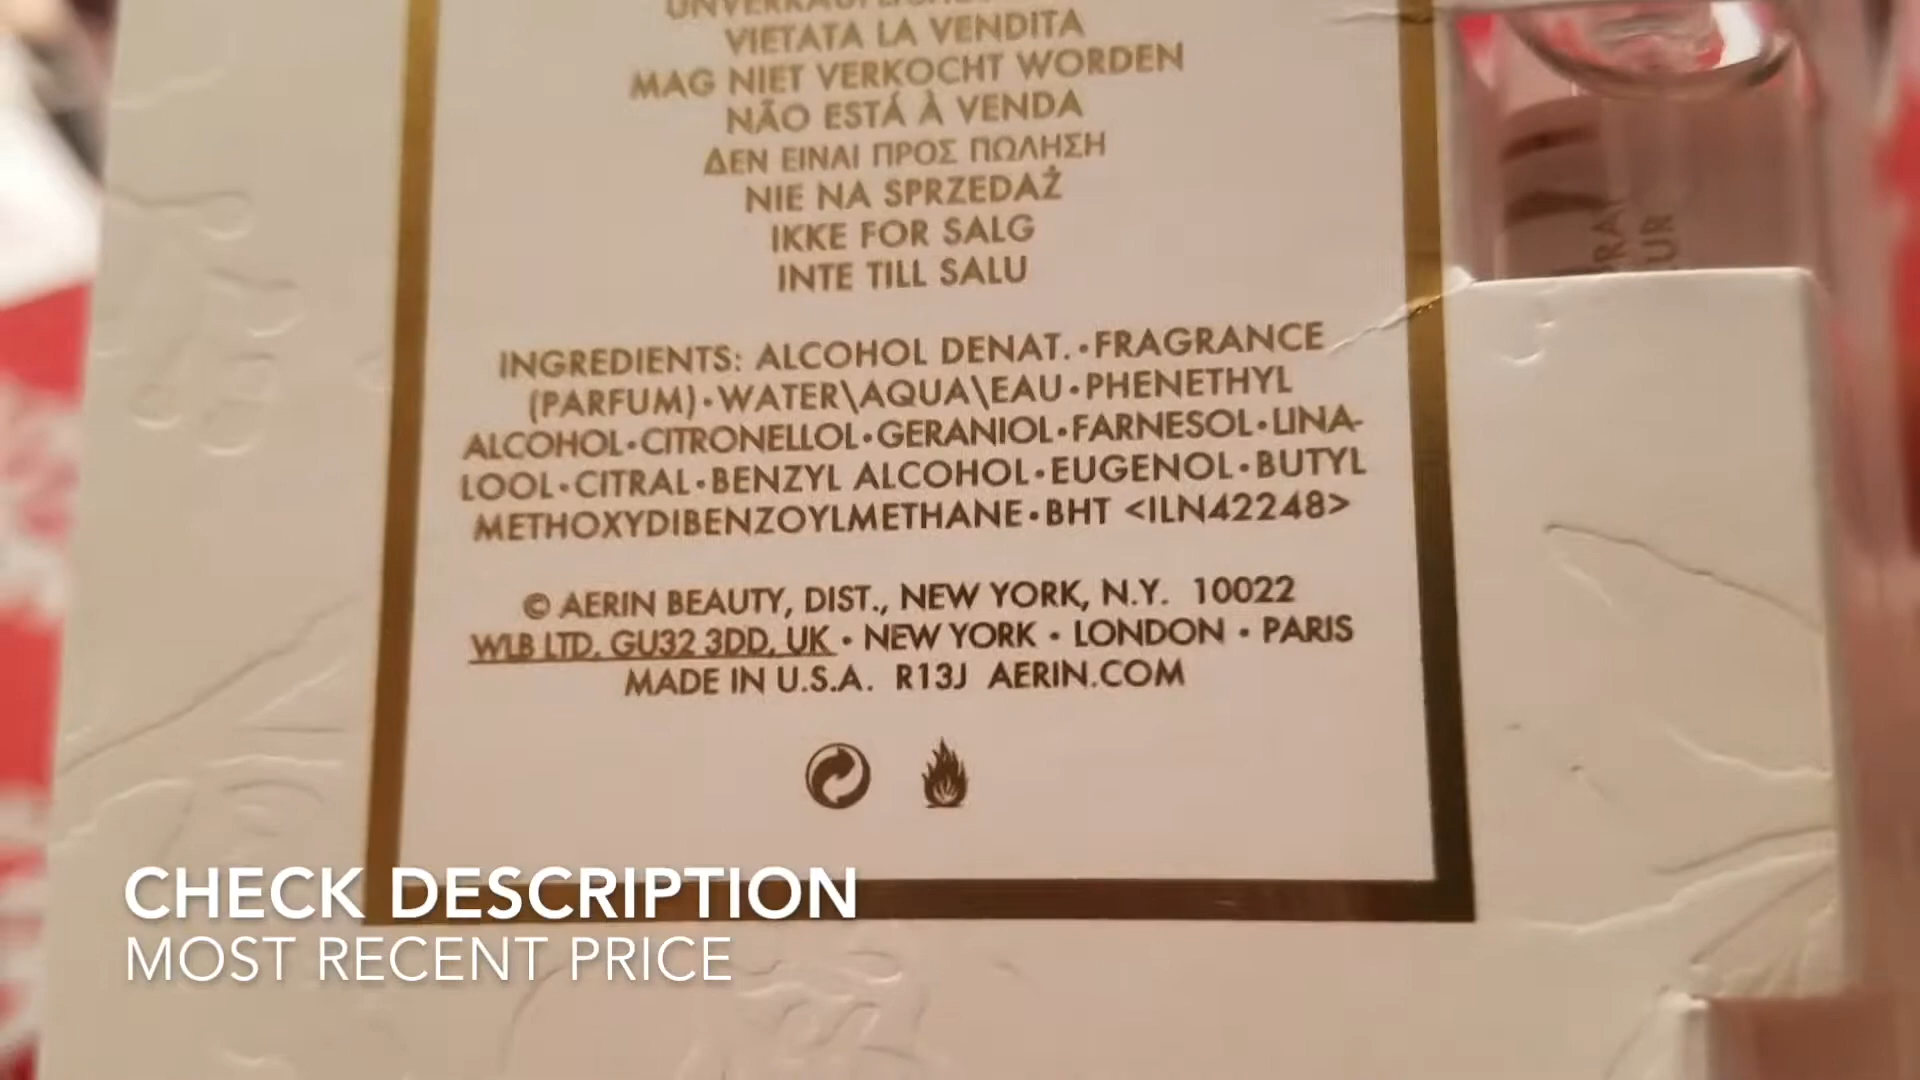 VIETATA LA VENDITA
MAG NIET VERKOCHT WORDEN
NÃO ESTÁ À VENDA
ΔΕΝ ΕΙΝΑΙ ΠΡΟΣ ΠΩΛΗΣΗ
NIE NA SPRZEDAŻ
IKKE FOR SALG
INTE TILL SALU
INGREDIENTS: ALCOHOL DENAT.•FRAGRANCE
(PARFUM)•WATER\AQUA\EAU•PHENETHYL
ALCOHOL•CITRONELLOL•GERANIOL•FARNESOL•LINA-
LOOL•CITRAL•BENZYL ALCOHOL•EUGENOL•BUTYL
METHOXYDIBENZOYLMETHANE•BHT <ILN42248>
© AERIN BEAUTY, DIST., NEW YORK, N.Y. 10022
WLB LTD. GU32 3DD, UK • NEW YORK • LONDON • PARIS
MADE IN U.S.A. R13J AERIN.COM
CHECK DESCRIPTION
MOST RECENT PRICE